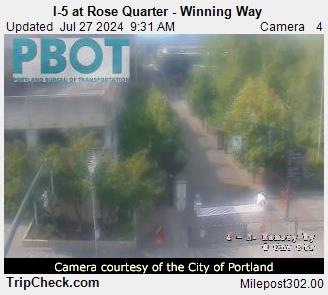 I-5 at Rose Quarter - Winning Way
Updated Jul 27 2024 9:31 AM Camera 4
PBOT
PORTLAND BUREAU OF TRANSPORTATION
Camera courtesy of the City of Portland
TripCheck.com Milepost302.00